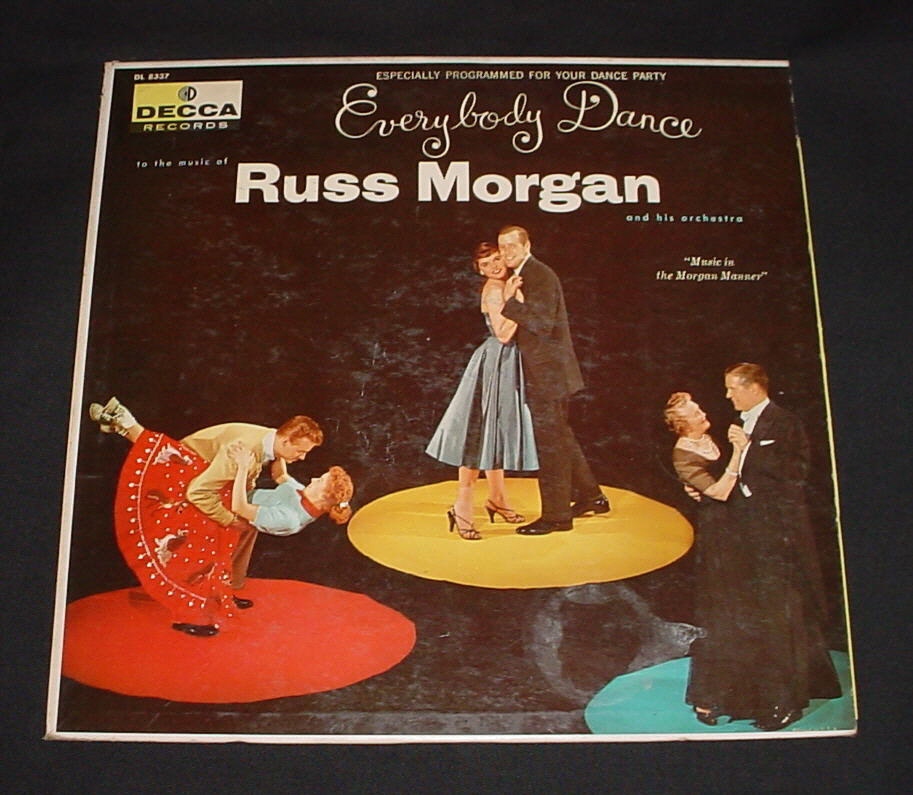 DL 8337
ESPECIALLY PROGRAMMED FOR YOUR DANCE PARTY
DECCA
RECORDS
Everybody Dance
to the music of
Russ Morgan
and his orchestra
"Music in
the Morgan Manner"